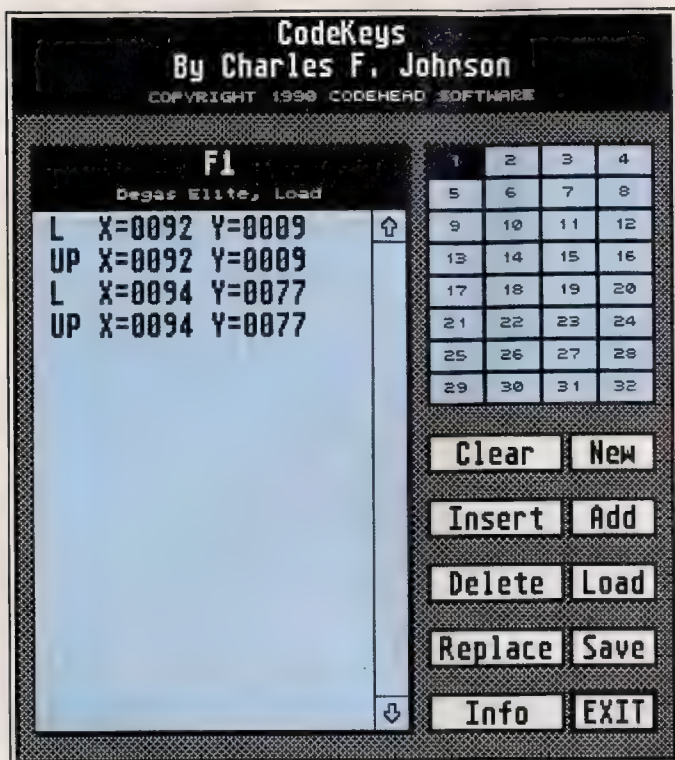 CodeKeys
By Charles F. Johnson
COPYRIGHT 1990 CODEHEAD SOFTWARE
F1
Degas Elite, Load
L X=0092 Y=0009
UP X=0092 Y=0009
L X=0094 Y=0077
UP X=0094 Y=0077
1 2 3 4
5 6 7 8
9 10 11 12
13 14 15 16
17 18 19 20
21 22 23 24
25 26 27 28
29 30 31 32
Clear New
Insert Add
Delete Load
Replace Save
Info EXIT